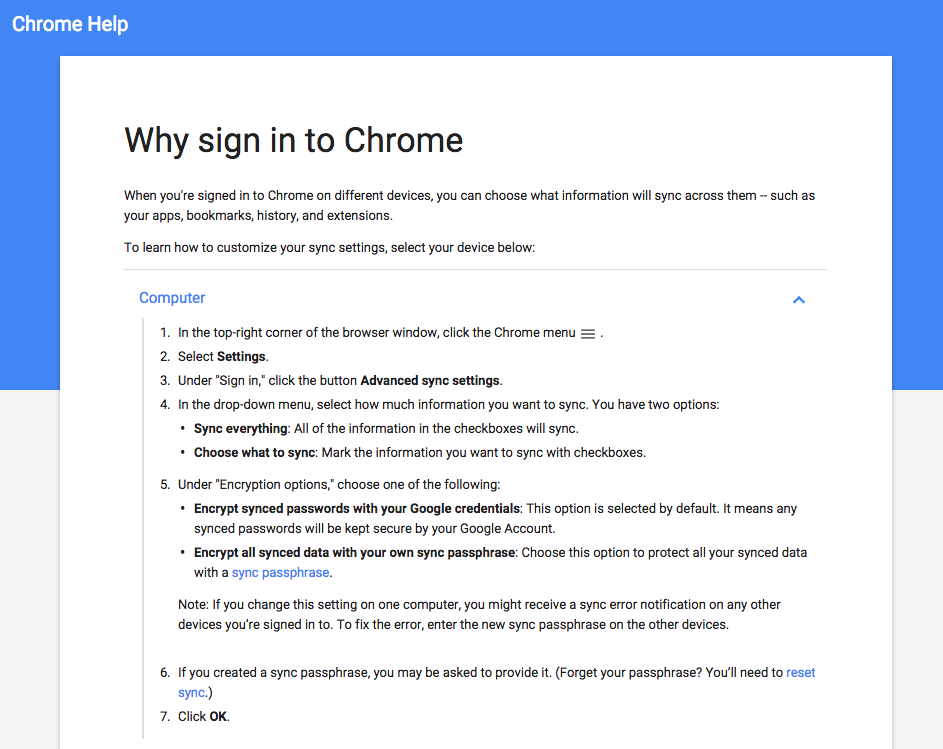 Chrome Help
Why sign in to Chrome
When you're signed in to Chrome on different devices, you can choose what information will sync across them -- such as
your apps, bookmarks, history, and extensions.
To learn how to customize your sync settings, select your device below:
Computer
1. In the top-right corner of the browser window, click the Chrome menu .
2. Select Settings.
3. Under "Sign in," click the button Advanced sync settings.
4. In the drop-down menu, select how much information you want to sync. You have two options:
• Sync everything: All of the information in the checkboxes will sync.
• Choose what to sync: Mark the information you want to sync with checkboxes.
5. Under "Encryption options," choose one of the following:
• Encrypt synced passwords with your Google credentials: This option is selected by default. It means any
synced passwords will be kept secure by your Google Account.
• Encrypt all synced data with your own sync passphrase: Choose this option to protect all your synced data
with a sync passphrase.
Note: If you change this setting on one computer, you might receive a sync error notification on any other
devices you’re signed in to. To fix the error, enter the new sync passphrase on the other devices.
6. If you created a sync passphrase, you may be asked to provide it. (Forget your passphrase? You’ll need to reset
sync.)
7. Click OK.